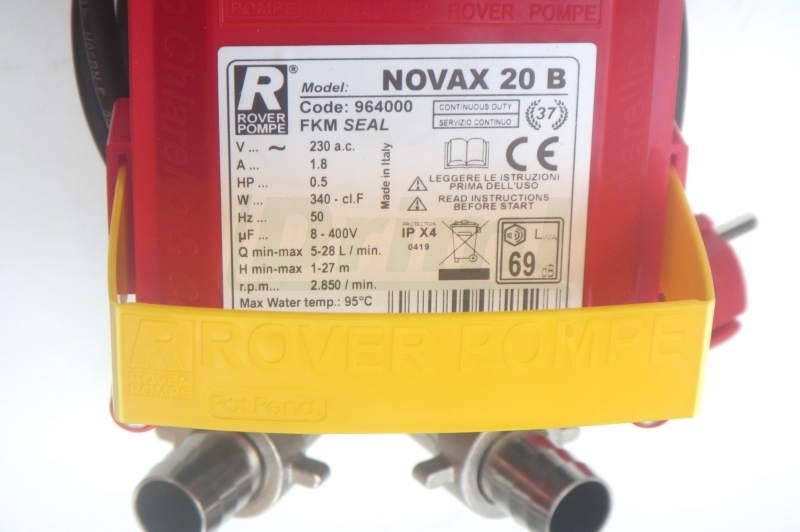 ROVER POMPE
R®
ROVER
POMPE
Model: NOVAX 20 B
Code: 964000
FKM SEAL
CONTINUOUS DUTY
SERVIZIO CONTINUO
37
V ... ~ 230 a.c.
A ... 1.8
HP ... 0.5
W ... 340 - cl.F
Hz ... 50
µF ... 8 - 400V
Q min-max 5-28 L / min.
H min-max 1-27 m
r.p.m ... 2.850 / min.
Max Water temp.: 95°C
Made in Italy
CE
LEGGERE LE ISTRUZIONI
PRIMA DELL'USO
READ INSTRUCTIONS
BEFORE START
PROTECTION
IP X4
0419
LWA
69 dB
R ROVER POMPE
ROVER
POMPE
Pat.Pend.